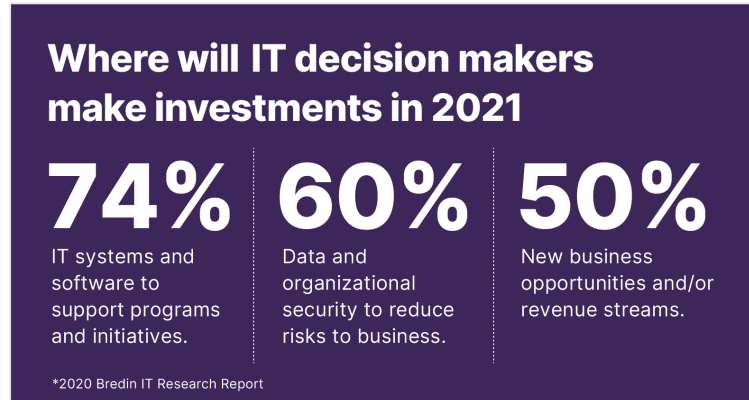 Where will IT decision makers
make investments in 2021
74%
IT systems and
software to
support programs
and initiatives.
60%
Data and
organizational
security to reduce
risks to business.
50%
New business
opportunities and/or
revenue streams.
*2020 Bredin IT Research Report